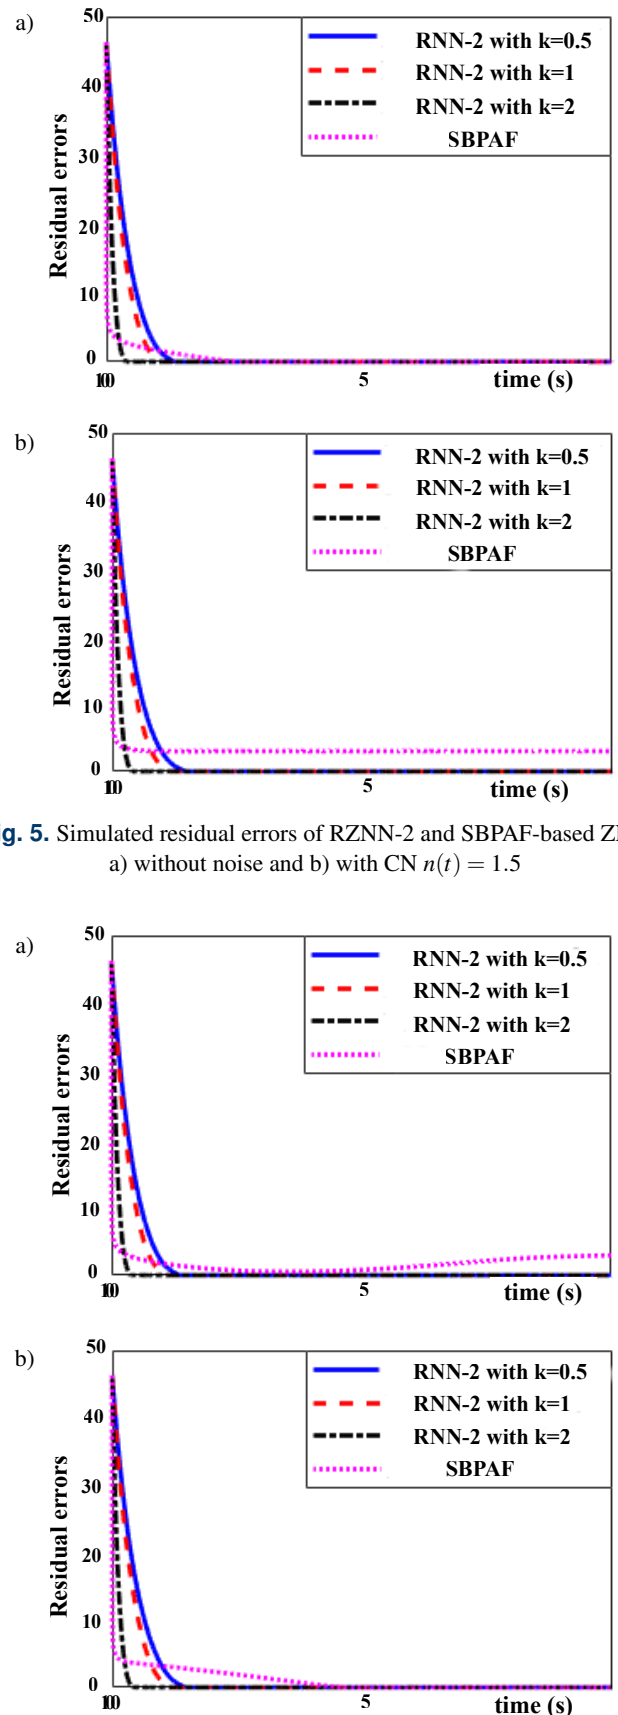 a)
50
40
30
20
10
0
Residual errors
RNN-2 with k=0.5
RNN-2 with k=1
RNN-2 with k=2
SBPAF
5
time (s)
b)
50
40
30
20
10
0
Residual errors
RNN-2 with k=0.5
RNN-2 with k=1
RNN-2 with k=2
SBPAF
5
time (s)
ig. 5. Simulated residual errors of RZNN-2 and SBPAF-based Z
a) without noise and b) with CN n(t) = 1.5
a)
50
40
30
20
10
0
Residual errors
RNN-2 with k=0.5
RNN-2 with k=1
RNN-2 with k=2
SBPAF
5
time (s)
b)
50
40
30
20
10
0
Residual errors
RNN-2 with k=0.5
RNN-2 with k=1
RNN-2 with k=2
SBPAF
5
time (s)